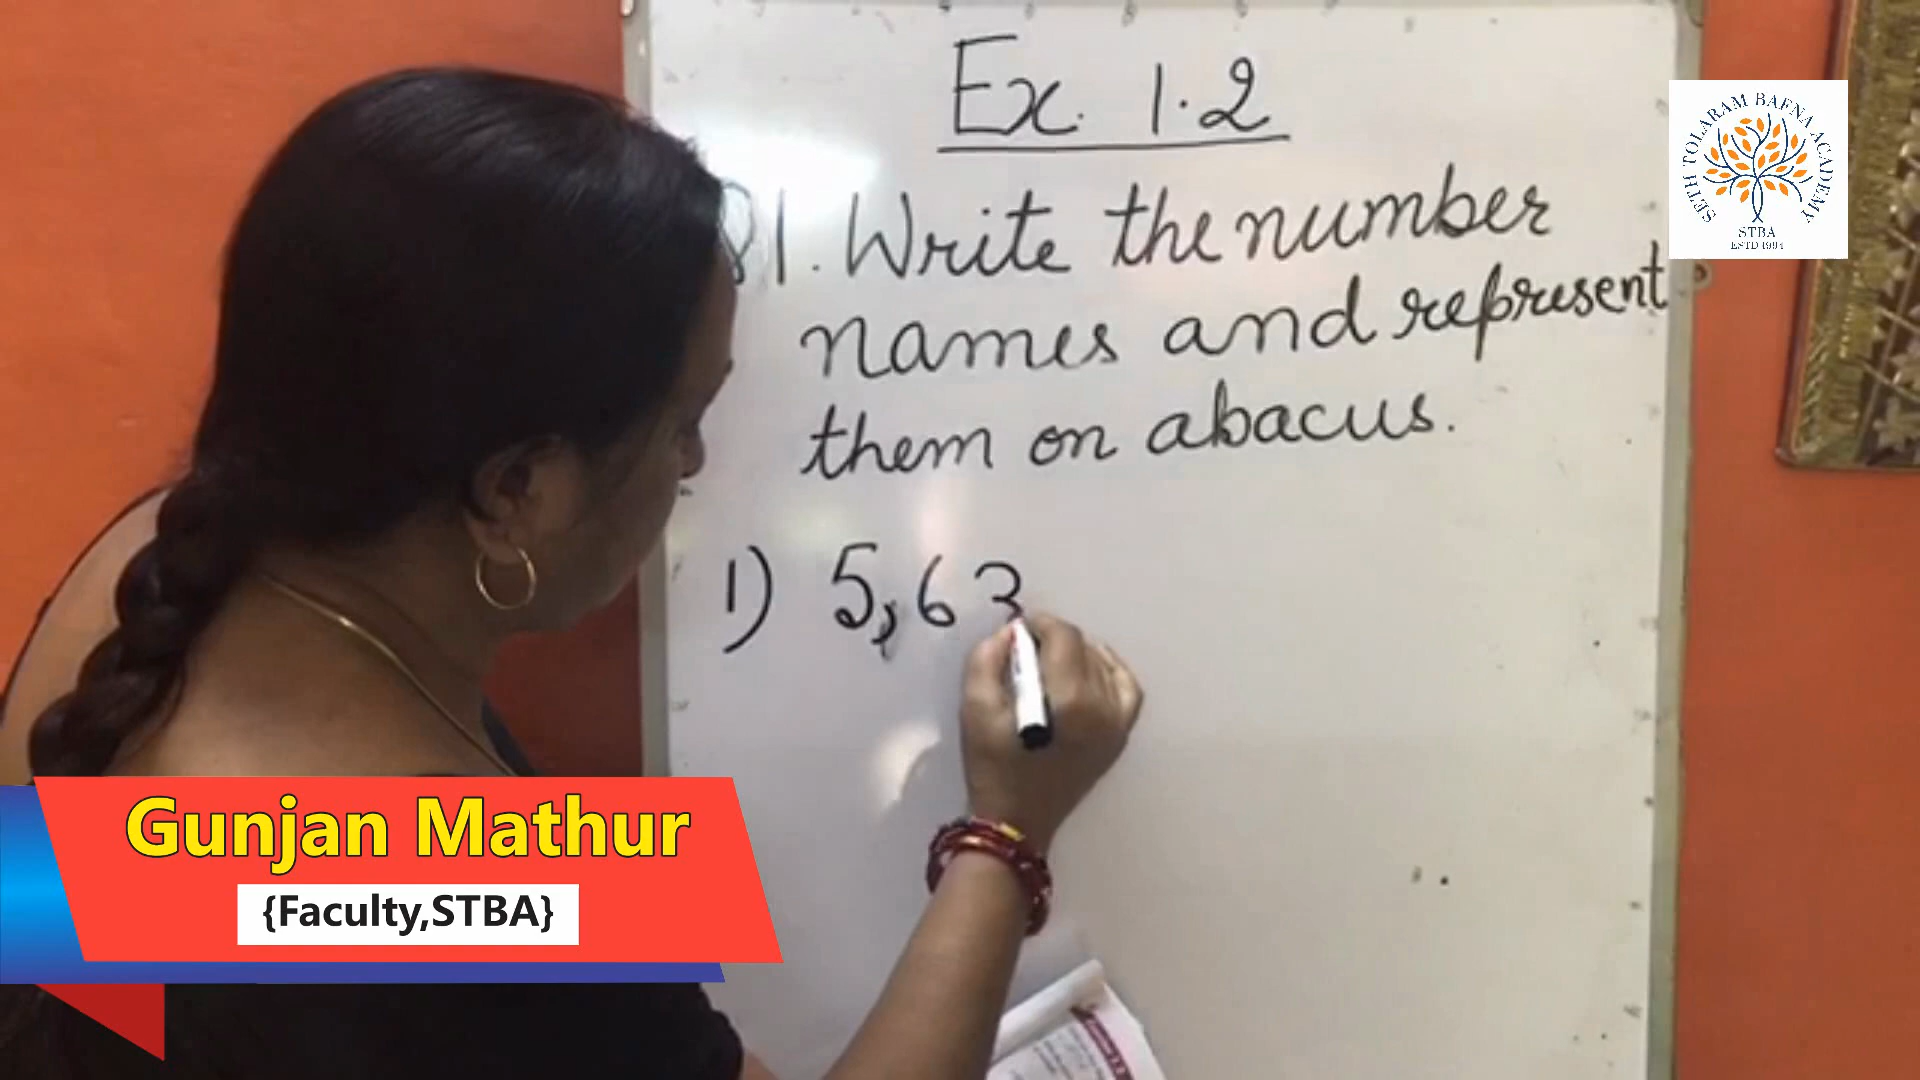 Ex. 1.2
Q1. Write the number
names and represent
them on abacus.
1) 5,63
SETH TOLARAM BAFNA ACADEMY
STBA
ESTD 1994
Gunjan Mathur
{Faculty,STBA}